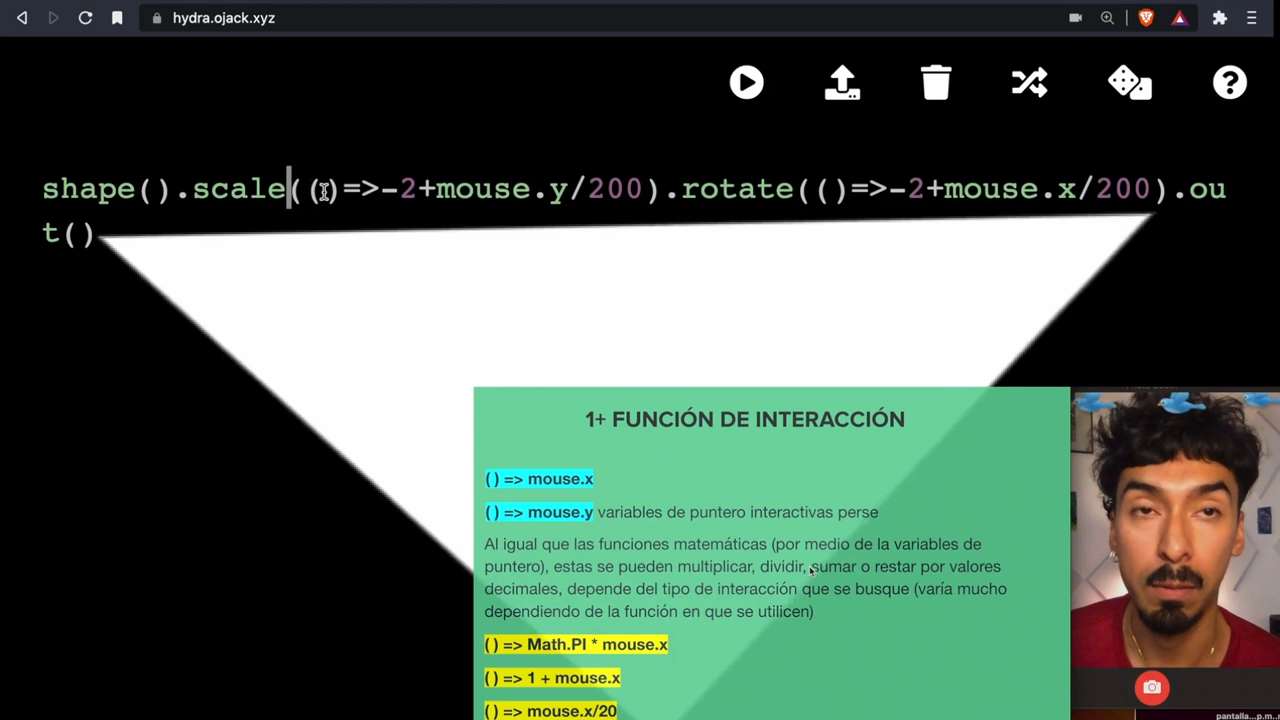 hydra.ojack.xyz
shape().scale(()=>-2+mouse.y/200).rotate(()=>-2+mouse.x/200).ou
t()
1+ FUNCIÓN DE INTERACCIÓN
( ) => mouse.x
( ) => mouse.y variables de puntero interactivas perse
Al igual que las funciones matemáticas (por medio de la variables de
puntero), estas se pueden multiplicar, dividir, sumar o restar por valores
decimales, depende del tipo de interacción que se busque (varía mucho
dependiendo de la función en que se utilicen)
( ) => Math.PI * mouse.x
( ) => 1 + mouse.x
( ) => mouse.x/20
pantalla...p.m.